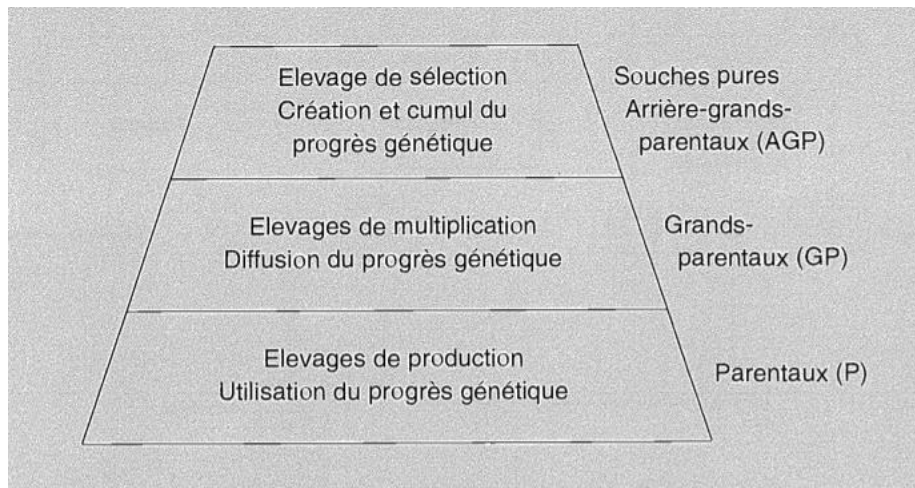 Elevage de sélection
Création et cumul du
progrès génétique
Souches pures
Arrière-grands-
parentaux (AGP)
Elevages de multiplication
Diffusion du progrès génétique
Grands-
parentaux (GP)
Elevages de production
Utilisation du progrès génétique
Parentaux (P)